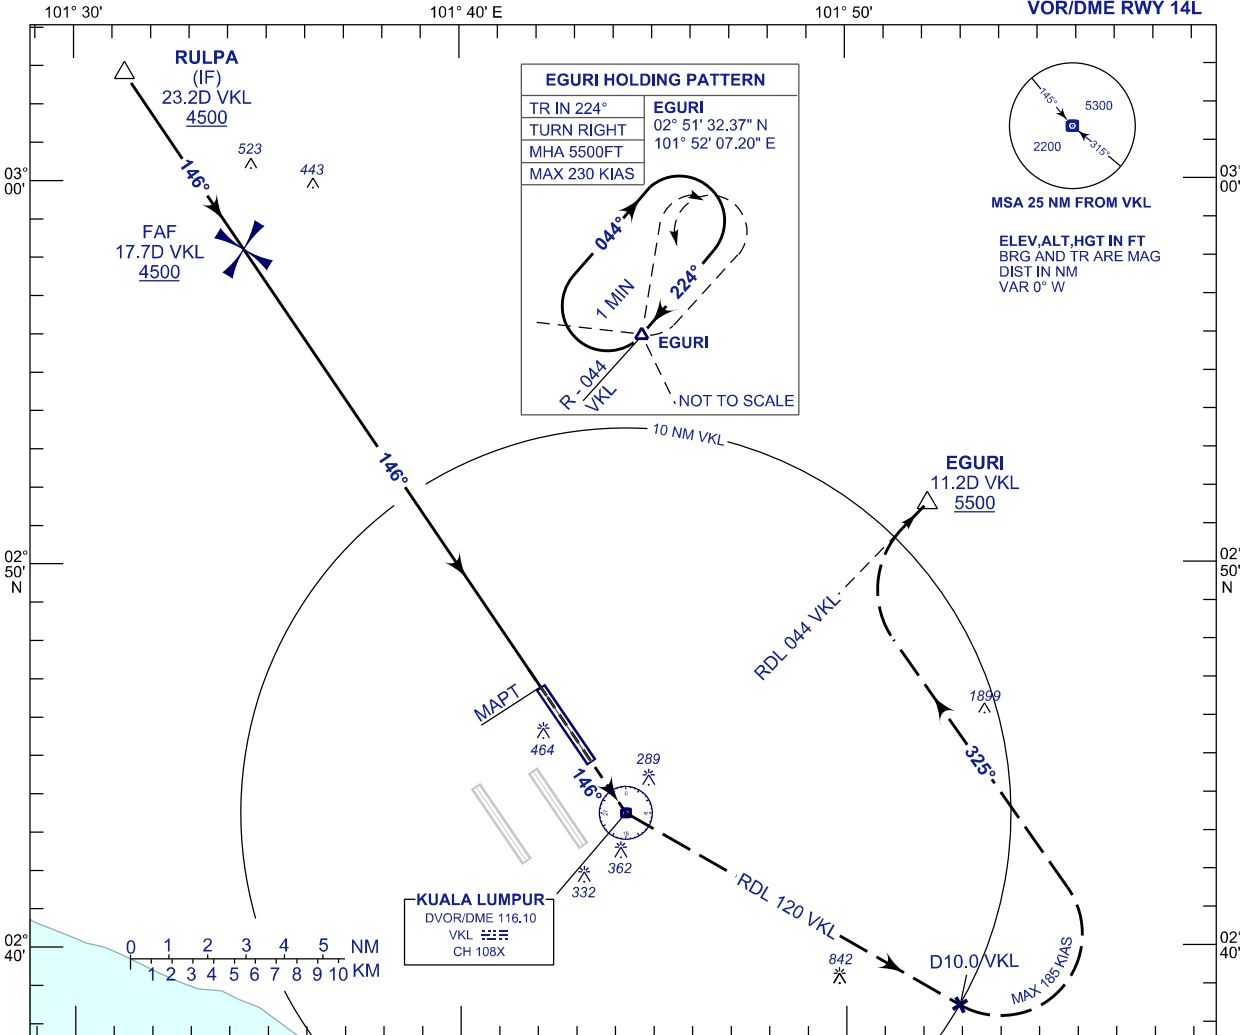 VOR/DME RWY 14L
101° 30'
101° 40' E
101° 50'
RULPA
(IF)
23.2D VKL
4500
523
443
146°
FAF
17.7D VKL
4500
EGURI HOLDING PATTERN
TR IN 224°
TURN RIGHT
MHA 5500FT
MAX 230 KIAS
EGURI
02° 51' 32.37" N
101° 52' 07.20" E
044°
1 MIN
224°
EGURI
R - 044
VKL
NOT TO SCALE
145°
5300
2200
315°
MSA 25 NM FROM VKL
ELEV,ALT,HGT IN FT
BRG AND TR ARE MAG
DIST IN NM
VAR 0° W
03°
00'
03°
00'
10 NM VKL
146°
EGURI
11.2D VKL
5500
02°
50'
N
02°
50'
N
RDL 044 VKL
MAPT
464
146°
289
1899
325°
362
332
KUALA LUMPUR
DVOR/DME 116.10
VKL
CH 108X
RDL 120 VKL
842
D10.0 VKL
MAX 185 KIAS
02°
40'
02°
40'
0 1 2 3 4 5 NM
1 2 3 4 5 6 7 8 9 10 KM